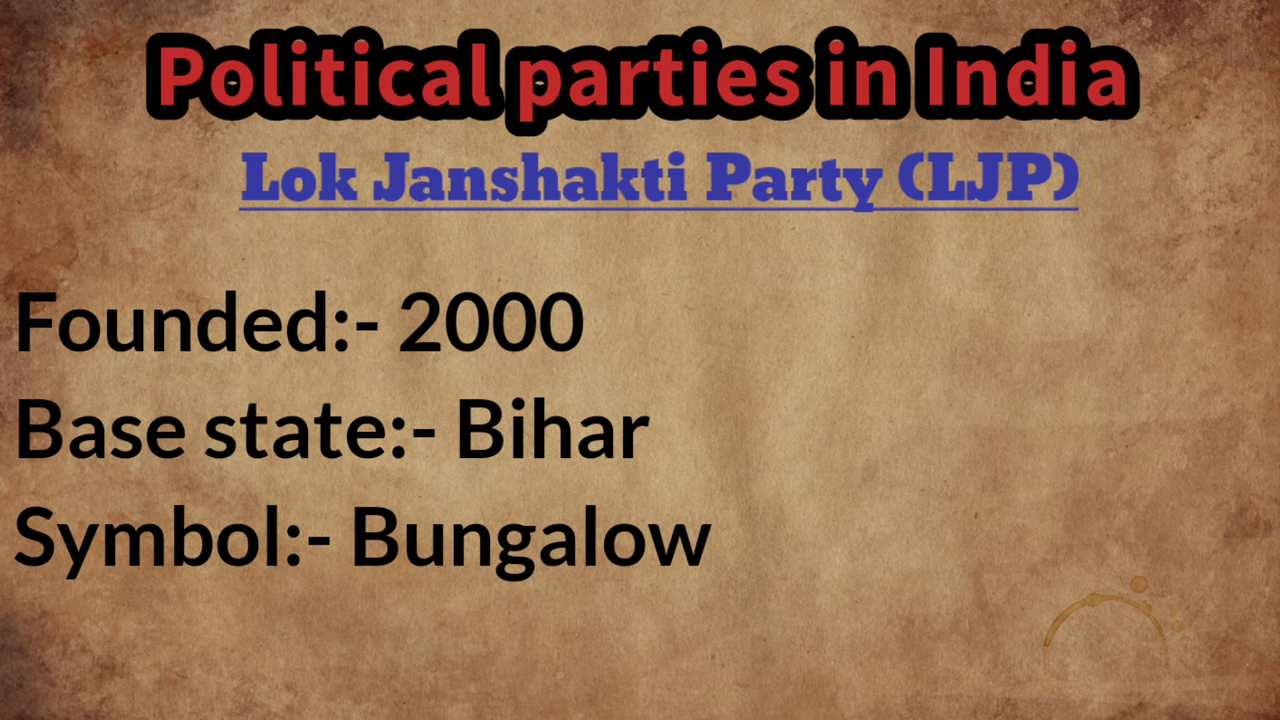 Political parties in India
Lok Janshakti Party (LJP)
Founded:- 2000
Base state:- Bihar
Symbol:- Bungalow